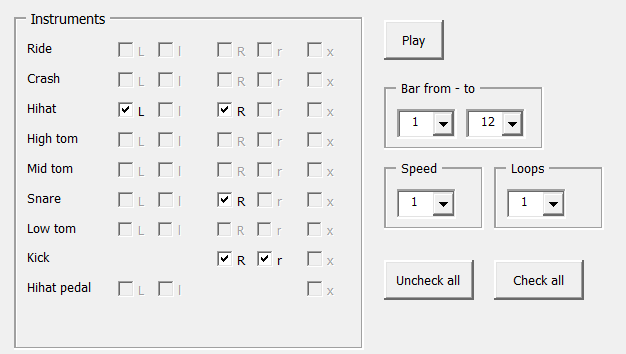 Instruments
Ride L l R r x
Crash L l R r x
Hihat L l R r x
High tom L l R r x
Mid tom L l R r x
Snare L l R r x
Low tom L l R r x
Kick R r x
Hihat pedal L l x
Play
Bar from - to
1 12
Speed
1
Loops
1
Uncheck all
Check all